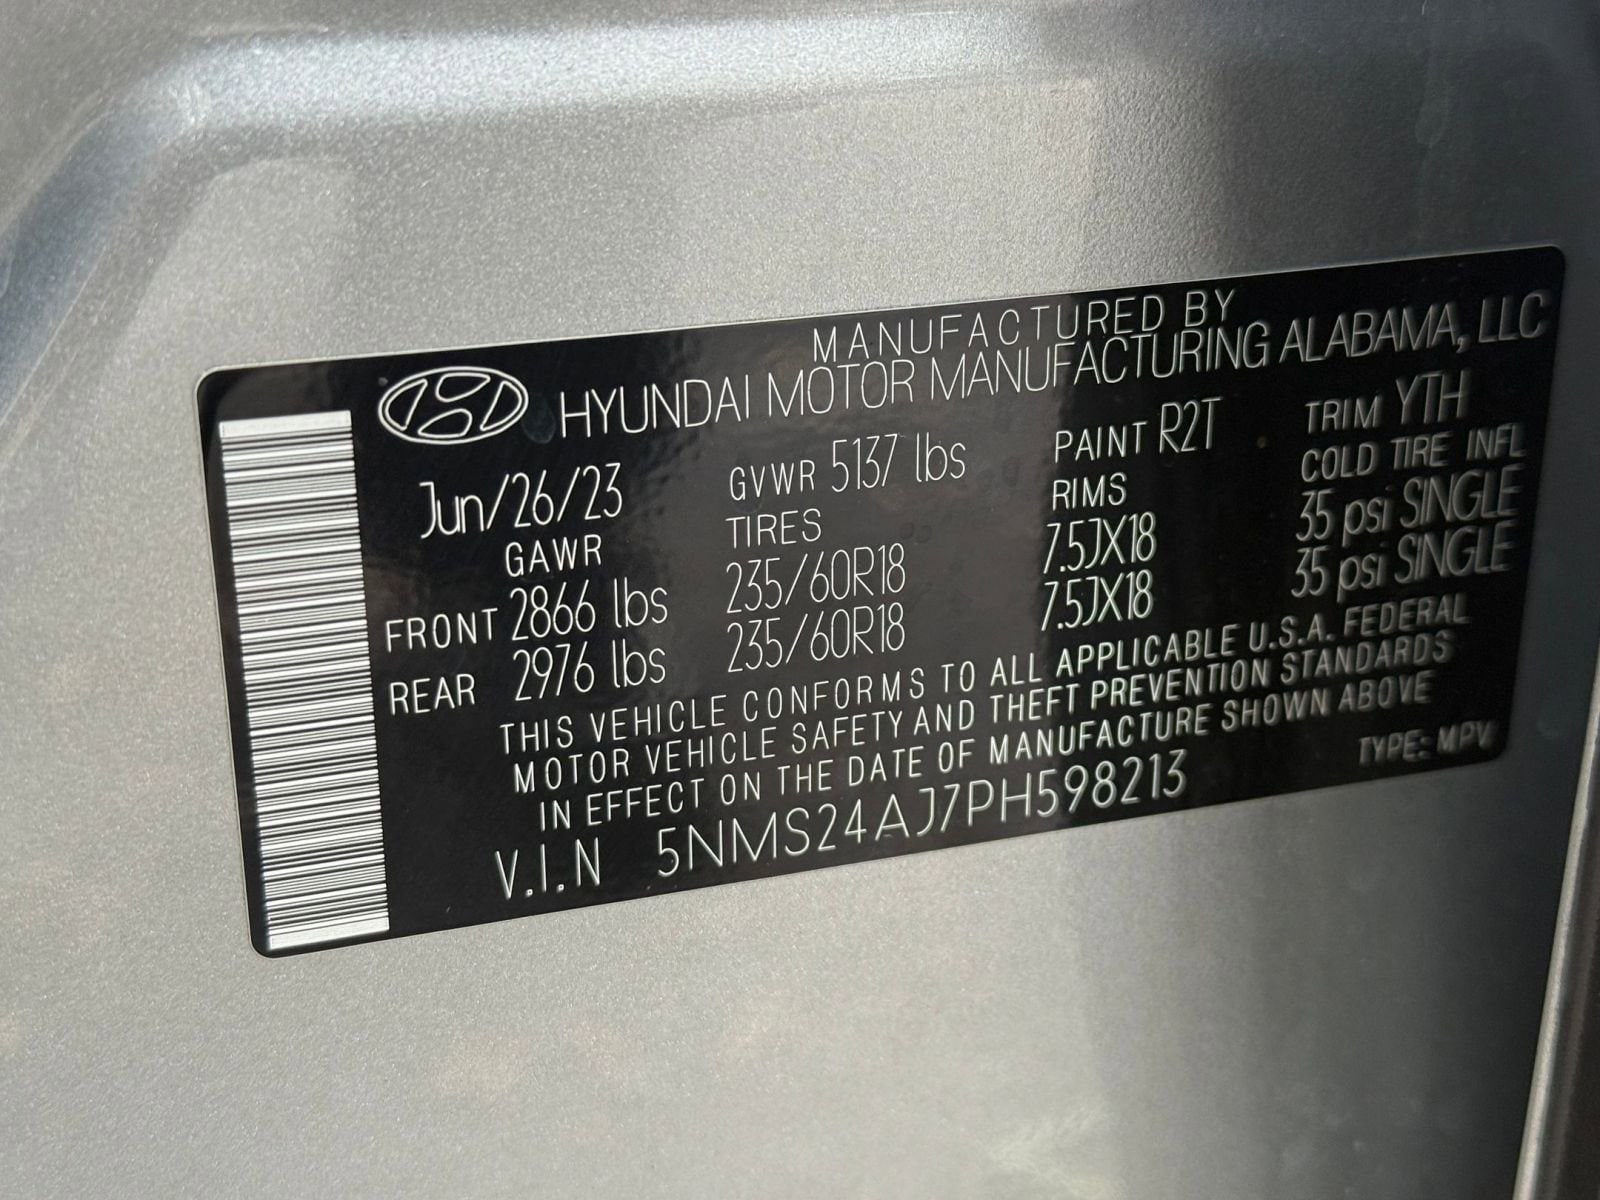 MANUFACTURED BY
HYUNDAI MOTOR MANUFACTURING ALABAMA, LLC
Jun/26/23 GVWR 5137 lbs PAINT R2T TRIM YTH
GAWR TIRES RIMS COLD TIRE INFL
FRONT 2866 lbs 235/60R18 7.5JX18 35 psi SINGLE
REAR 2976 lbs 235/60R18 7.5JX18 35 psi SINGLE
THIS VEHICLE CONFORMS TO ALL APPLICABLE U.S.A. FEDERAL
MOTOR VEHICLE SAFETY AND THEFT PREVENTION STANDARDS
IN EFFECT ON THE DATE OF MANUFACTURE SHOWN ABOVE
V.I.N 5NMS24AJ7PH598213 TYPE: MPV